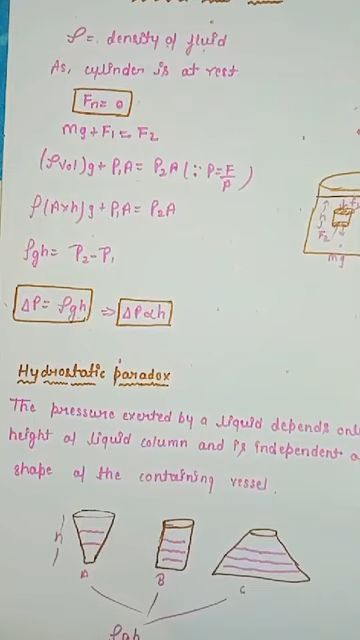 ρ = density of fluid
As, cylinder is at rest
Fn = 0
mg + F₁ = F₂
(ρvol)g + P₁A = P₂A (∵ P = F/A)
ρ(A×h)g + P₁A = P₂A
F₂
mg
ρgh = P₂ - P₁
ΔP = ρgh ⇒ ΔP∝h
Hydrostatic paradox
The pressure exerted by a liquid depends
height of liquid column and is independent
shape of the containing vessel.
h
A B C
ρgh